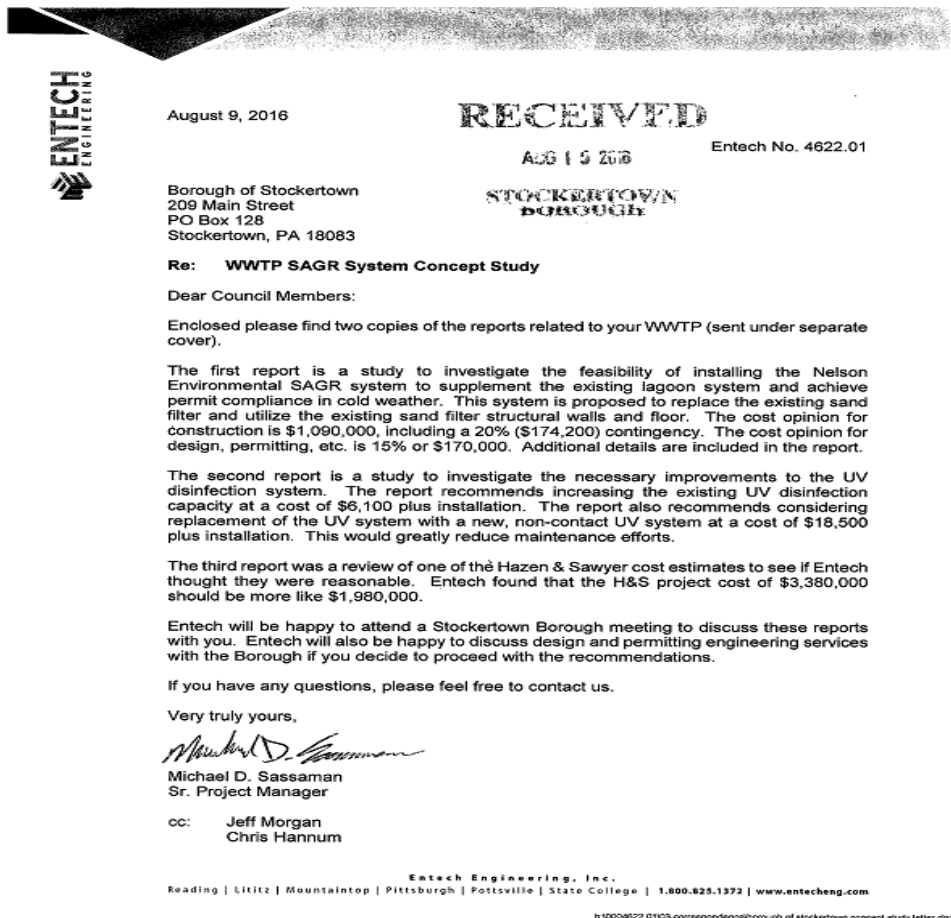 ENTECH
ENGINEERING
August 9, 2016
RECEIVED
AUG 15 2016
STOCKERTOWN
BOROUGH
Entech No. 4622.01
Borough of Stockertown
209 Main Street
PO Box 128
Stockertown, PA 18083
Re: WWTP SAGR System Concept Study
Dear Council Members:
Enclosed please find two copies of the reports related to your WWTP (sent under separate
cover).
The first report is a study to investigate the feasibility of installing the Nelson
Environmental SAGR system to supplement the existing lagoon system and achieve
permit compliance in cold weather. This system is proposed to replace the existing sand
filter and utilize the existing sand filter structural walls and floor. The cost opinion for
construction is $1,090,000, including a 20% ($174,200) contingency. The cost opinion for
design, permitting, etc. is 15% or $170,000. Additional details are included in the report.
The second report is a study to investigate the necessary improvements to the UV
disinfection system. The report recommends increasing the existing UV disinfection
capacity at a cost of $6,100 plus installation. The report also recommends considering
replacement of the UV system with a new, non-contact UV system at a cost of $18,500
plus installation. This would greatly reduce maintenance efforts.
The third report was a review of one of the Hazen & Sawyer cost estimates to see if Entech
thought they were reasonable. Entech found that the H&S project cost of $3,380,000
should be more like $1,980,000.
Entech will be happy to attend a Stockertown Borough meeting to discuss these reports
with you. Entech will also be happy to discuss design and permitting engineering services
with the Borough if you decide to proceed with the recommendations.
If you have any questions, please feel free to contact us.
Very truly yours,
Michael D. Sassaman
Michael D. Sassaman
Sr. Project Manager
cc: Jeff Morgan
Chris Hannum
Entech Engineering, Inc.
Reading | Lititz | Mountaintop | Pittsburgh | Pottsville | State College | 1.800.825.1372 | www.entecheng.com